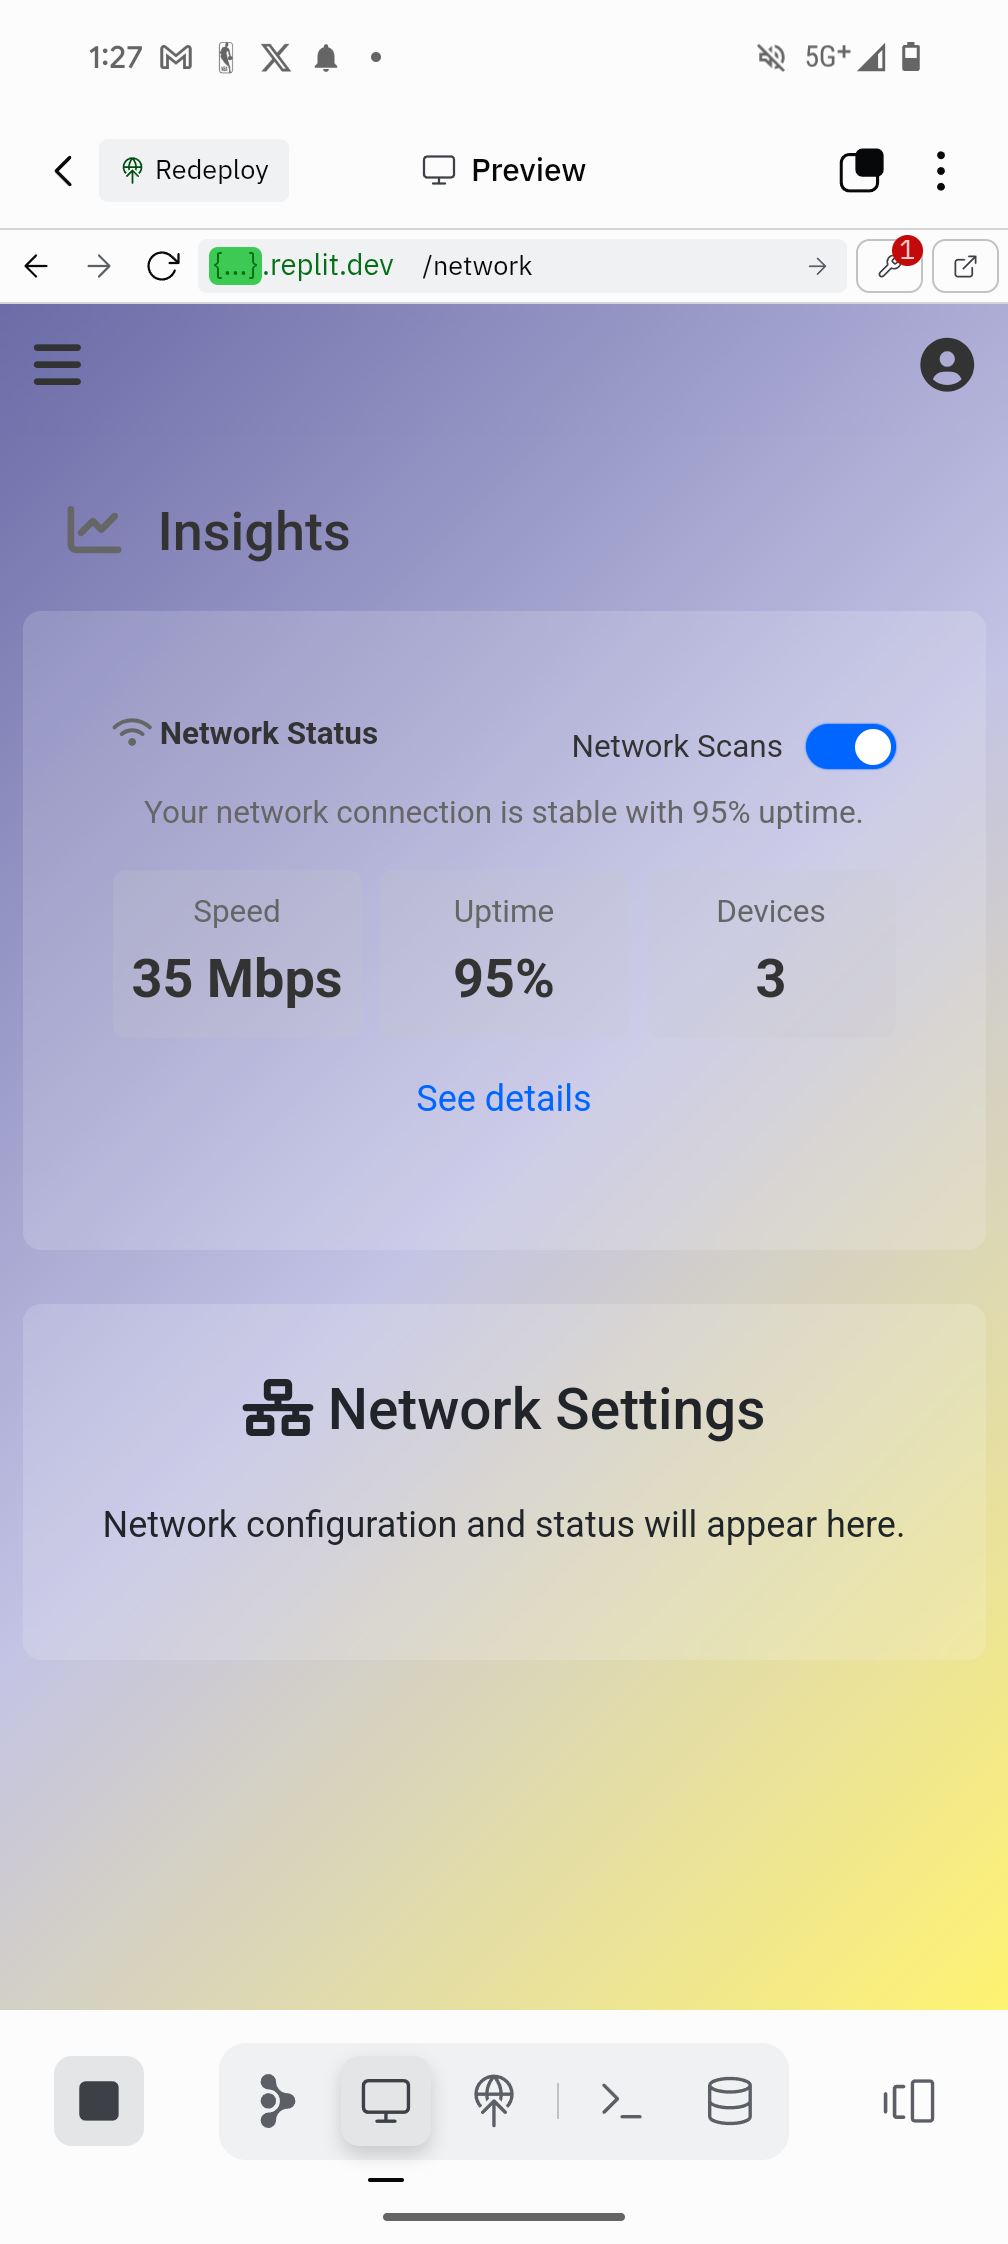 1:27
5G+
Redeploy
Preview
{...}.replit.dev /network
1
Insights
Network Status
Network Scans
Your network connection is stable with 95% uptime.
Speed
Uptime
Devices
35 Mbps
95%
3
See details
Network Settings
Network configuration and status will appear here.